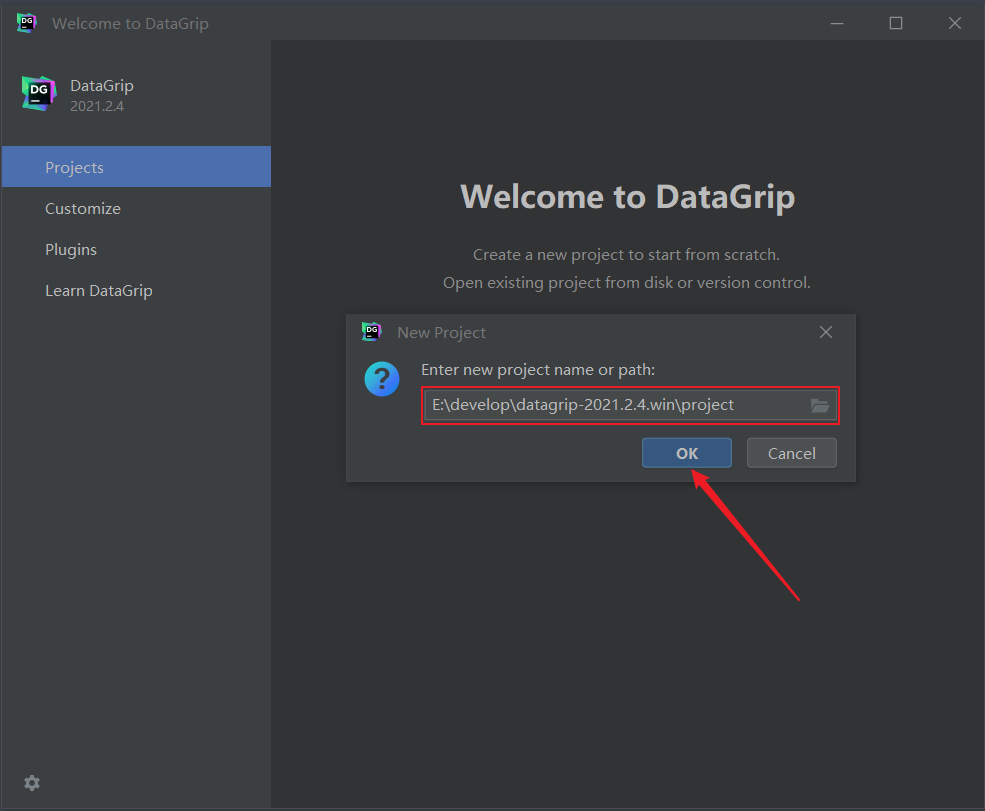 DG
Welcome to DataGrip
DG
DataGrip
2021.2.4
Projects
Customize
Plugins
Learn DataGrip
Welcome to DataGrip
Create a new project to start from scratch.
Open existing project from disk or version control.
DG
New Project
?
Enter new project name or path:
E:\develop\datagrip-2021.2.4.win\project
OK
Cancel